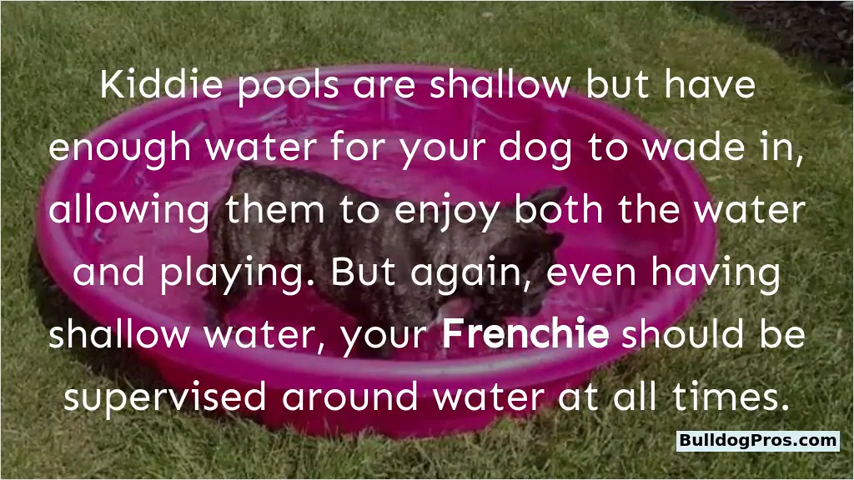 Kiddie pools are shallow but have
enough water for your dog to wade in,
allowing them to enjoy both the water
and playing. But again, even having
shallow water, your Frenchie should be
supervised around water at all times.
BulldogPros.com